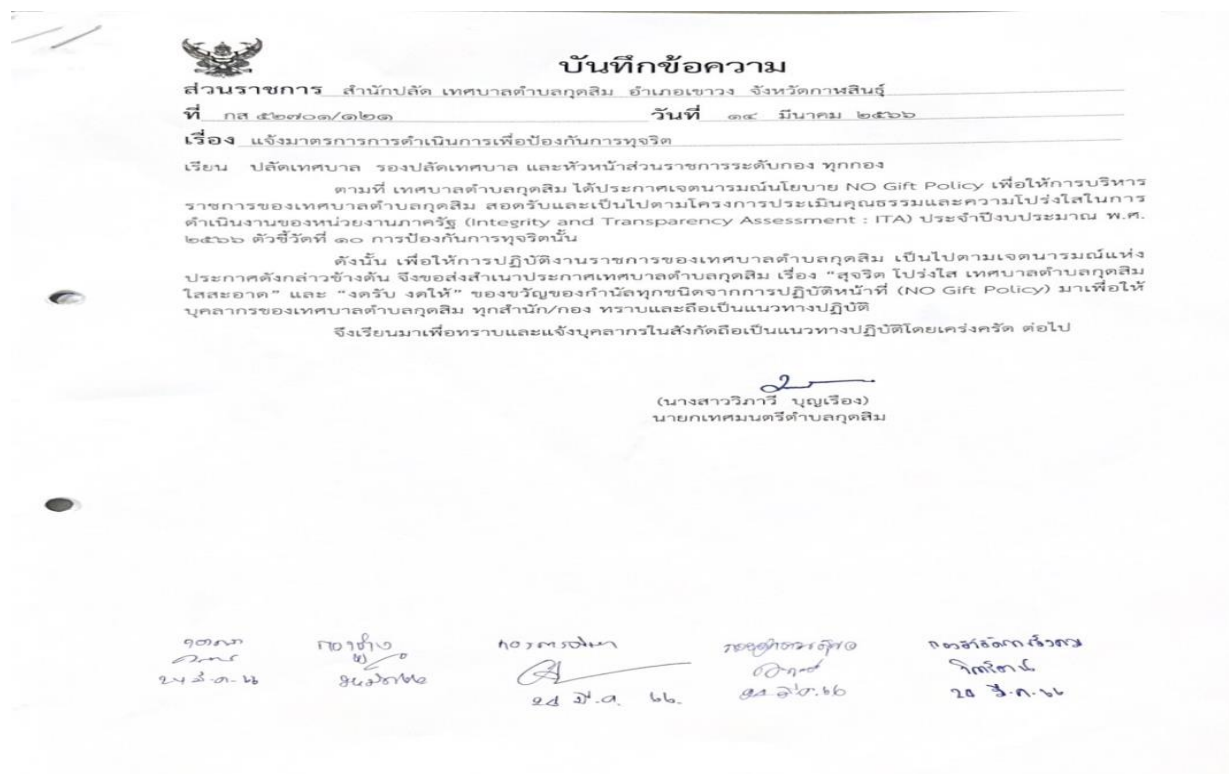 บันทึกข้อความ
ส่วนราชการ สำนักปลัด เทศบาลตำบลกุดสิม อำเภอเขาวง จังหวัดกาฬสินธุ์
ที่ กส ๕๒๗๐๑/๑๒๑ วันที่ ๑๔ มีนาคม ๒๕๖๖
เรื่อง แจ้งมาตรการการดำเนินการเพื่อป้องกันการทุจริต
เรียน ปลัดเทศบาล รองปลัดเทศบาล และหัวหน้าส่วนราชการระดับกอง ทุกกอง
ตามที่ เทศบาลตำบลกุดสิม ได้ประกาศเจตนารมณ์นโยบาย NO Gift Policy เพื่อให้การบริหาร
ราชการของเทศบาลตำบลกุดสิม สอดรับและเป็นไปตามโครงการประเมินคุณธรรมและความโปร่งใสในการ
ดำเนินงานของหน่วยงานภาครัฐ (Integrity and Transparency Assessment : ITA) ประจำปีงบประมาณ พ.ศ.
๒๕๖๖ ตัวชี้วัดที่ ๑๐ การป้องกันการทุจริตนั้น
ดังนั้น เพื่อให้การปฏิบัติงานราชการของเทศบาลตำบลกุดสิม เป็นไปตามเจตนารมณ์แห่ง
ประกาศดังกล่าวข้างต้น จึงขอส่งสำเนาประกาศเทศบาลตำบลกุดสิม เรื่อง “สุจริต โปร่งใส เทศบาลตำบลกุดสิม
ใสสะอาด” และ “งดรับ งดให้” ของขวัญของกำนัลทุกชนิดจากการปฏิบัติหน้าที่ (NO Gift Policy) มาเพื่อให้
บุคลากรของเทศบาลตำบลกุดสิม ทุกสำนัก/กอง ทราบและถือเป็นแนวทางปฏิบัติ
จึงเรียนมาเพื่อทราบและแจ้งบุคลากรในสังกัดถือเป็นแนวทางปฏิบัติโดยเคร่งครัด ต่อไป
(นางสาววิภาวี บุญเรือง)
นายกเทศมนตรีตำบลกุดสิม
กองช่าง กองการศึกษา